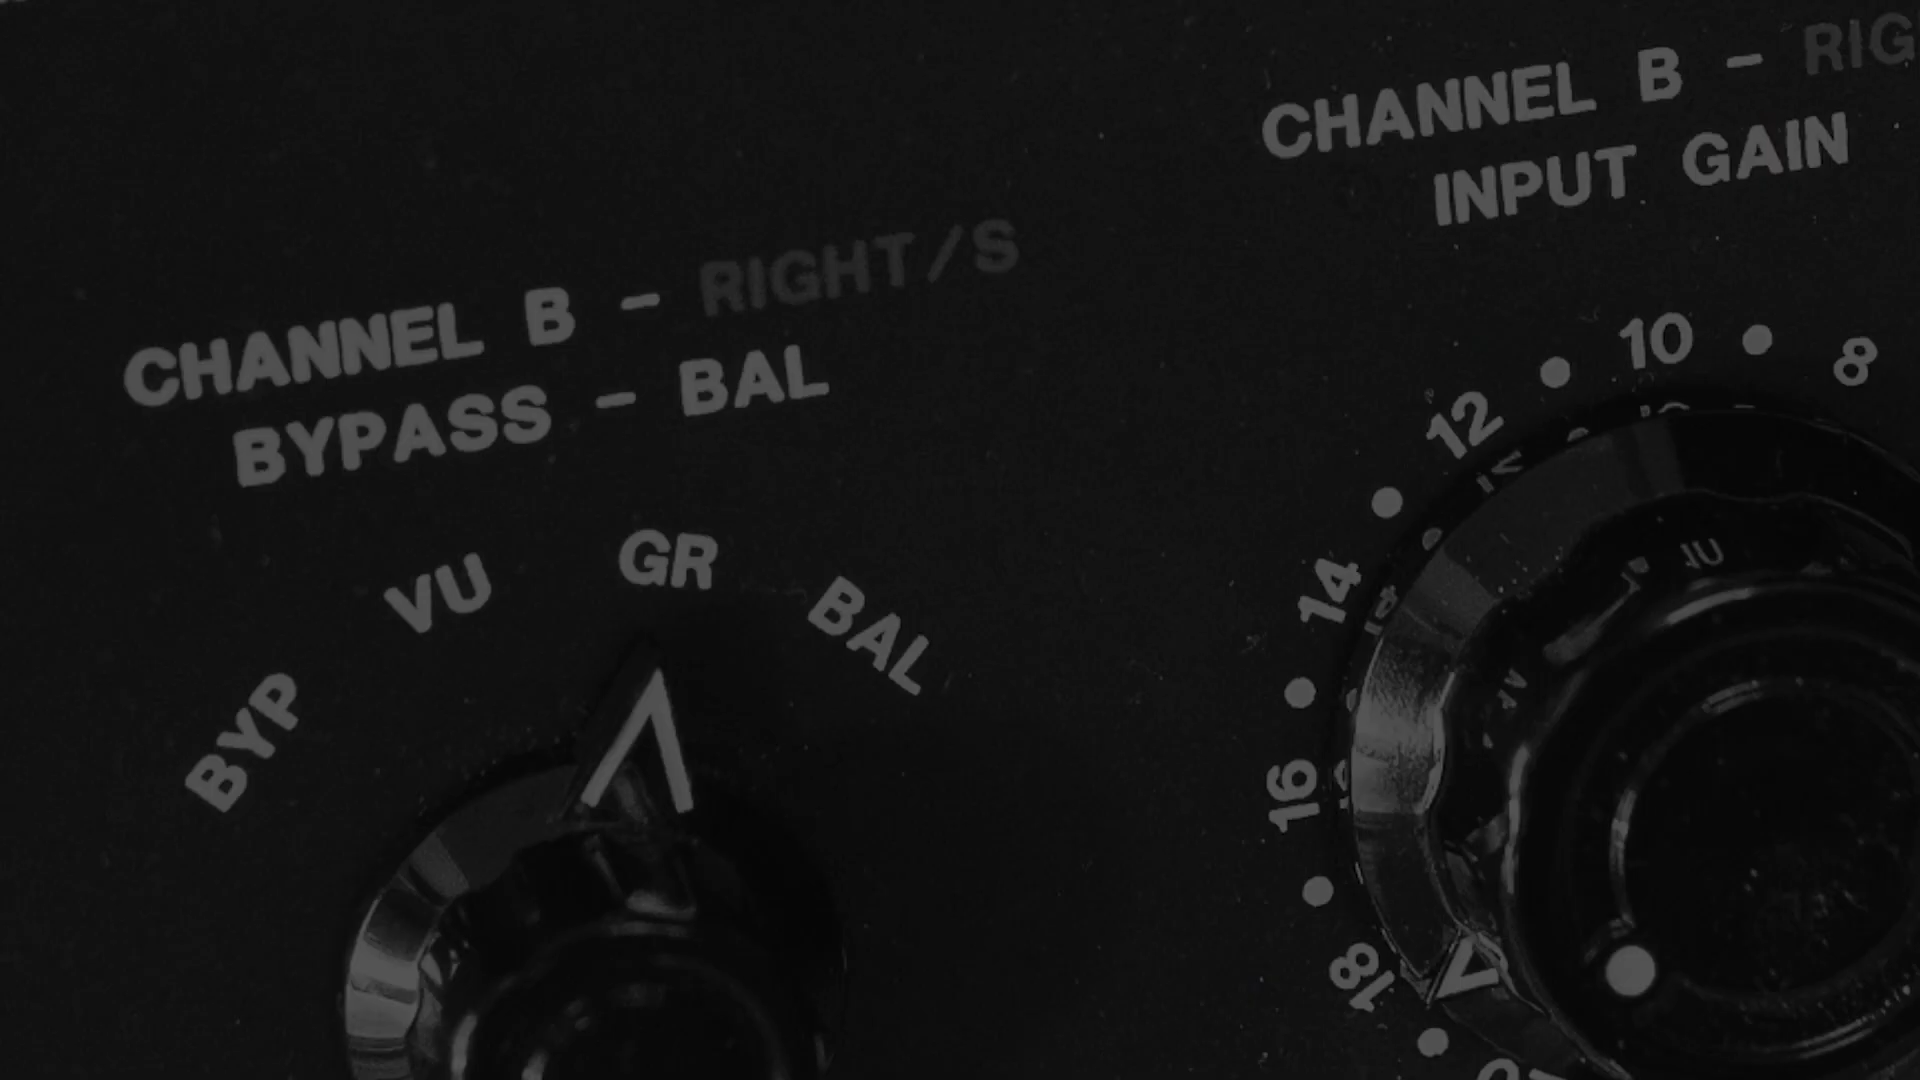 CHANNEL B - RIGHT/S
BYPASS - BAL
BYP
VU
GR
BAL
CHANNEL B - RIG
INPUT GAIN
8
10
12
14
16
18